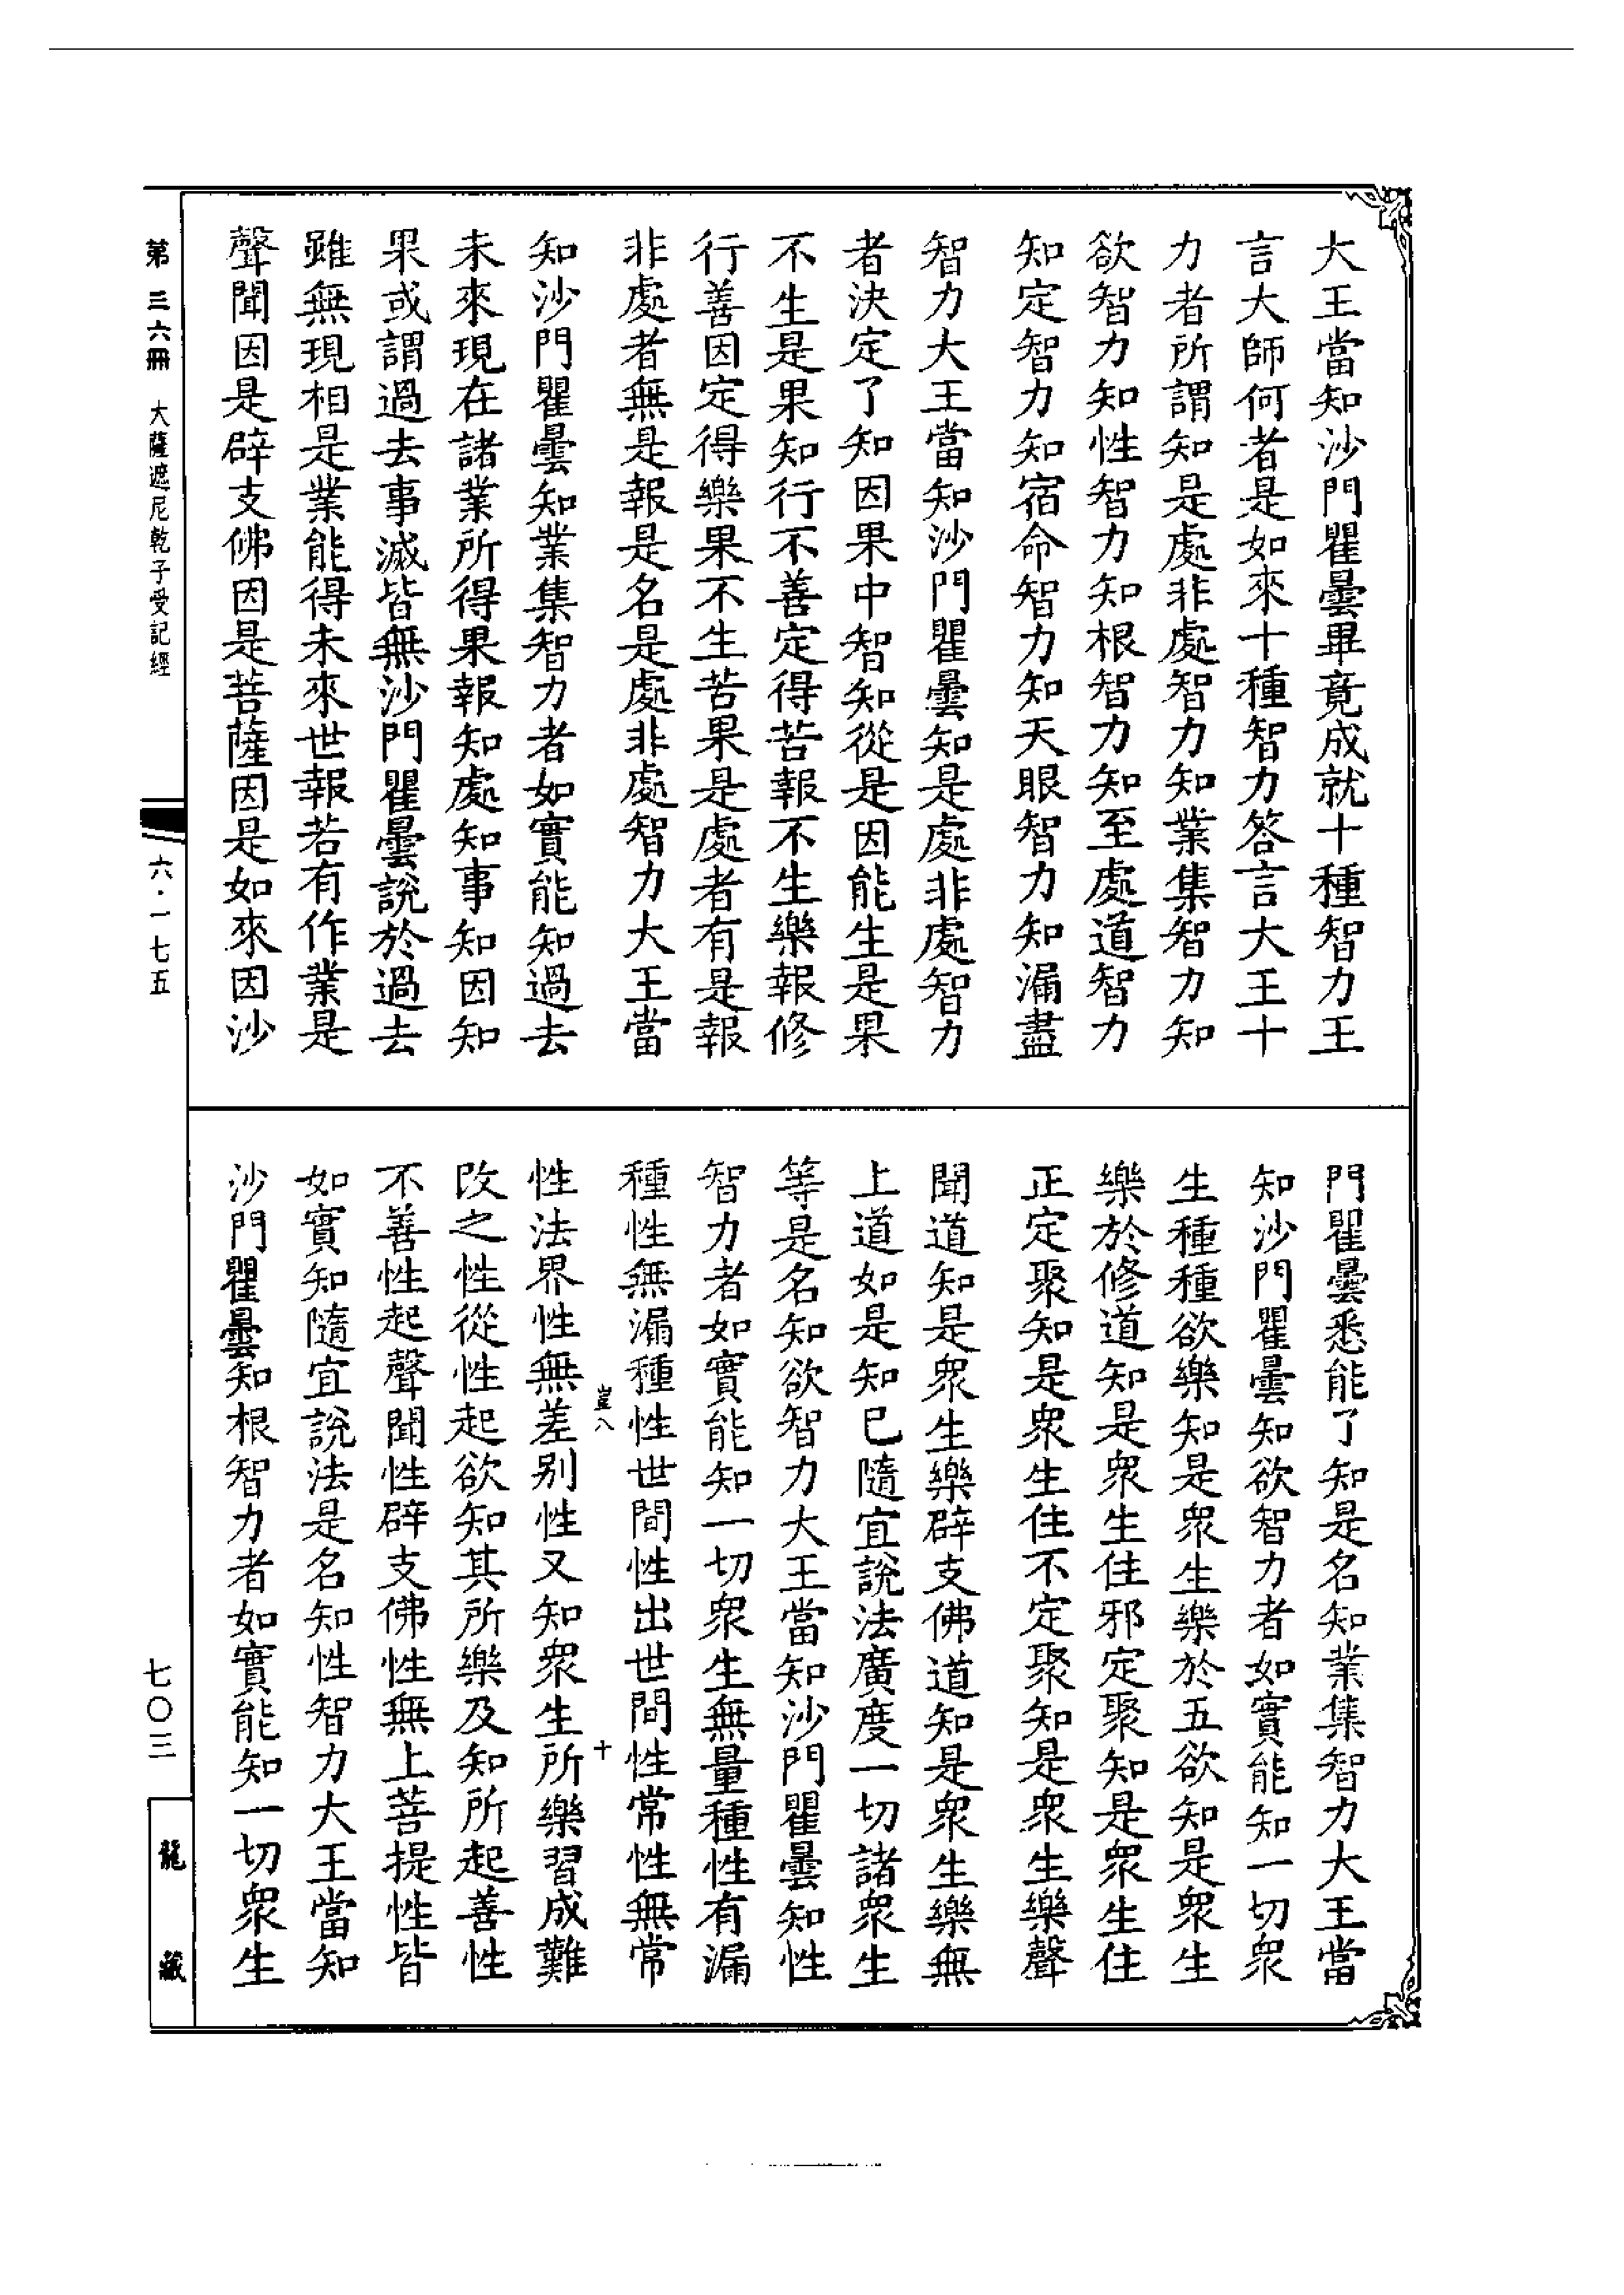 大王當知沙門瞿曇畢竟成就十種智力王
言大師何者是如來十種智力答言大王十
力者所謂知是處非處智力知業集智力知
欲智力知性智力知根智力知至處道智力
知定智力知宿命智力知天眼智力知漏盡
智力大王當知沙門瞿曇知是處非處智力
者決定了知因果中智知從是因能生是果
不生是果知行不善定得苦報不生樂報修
行善因定得樂果不生苦果是處者有是報
非處者無是報是名是處非處智力大王當
知沙門瞿曇知業集智力者如實能知過去
未來現在諸業所得果報知處知事知因知
果或謂過去事滅皆無沙門瞿曇說於過去
雖無現相是業能得未來世報若有作業是
聲聞因是辟支佛因是菩薩因是如來因沙
門瞿曇悉能了知是名知業集智力大王當
知沙門瞿曇知欲智力者如實能知一切眾
生種種欲樂知是眾生樂於五欲知是眾生
樂於修道知是眾生住邪定聚知是眾生住
正定聚知是眾生住不定聚知是眾生樂聲
聞道知是眾生樂辟支佛道知是眾生樂無
上道如是知已隨宜說法廣度一切諸眾生
等是名知欲智力大王當知沙門瞿曇知性
智力者如實能知一切眾生無量種性有漏
種性無漏種性世間性出世間性常性無常
豈八　十
性法界性無差別性又知眾生所樂習成難
改之性從性起欲知其所樂及知所起善性
不善性起聲聞性辟支佛性無上菩提性皆
如實知隨宜說法是名知性智力大王當知
沙門瞿曇知根智力者如實能知一切眾生
第三六冊　大薩遮尼乾子受記經
六·一七五
七〇三
龍藏